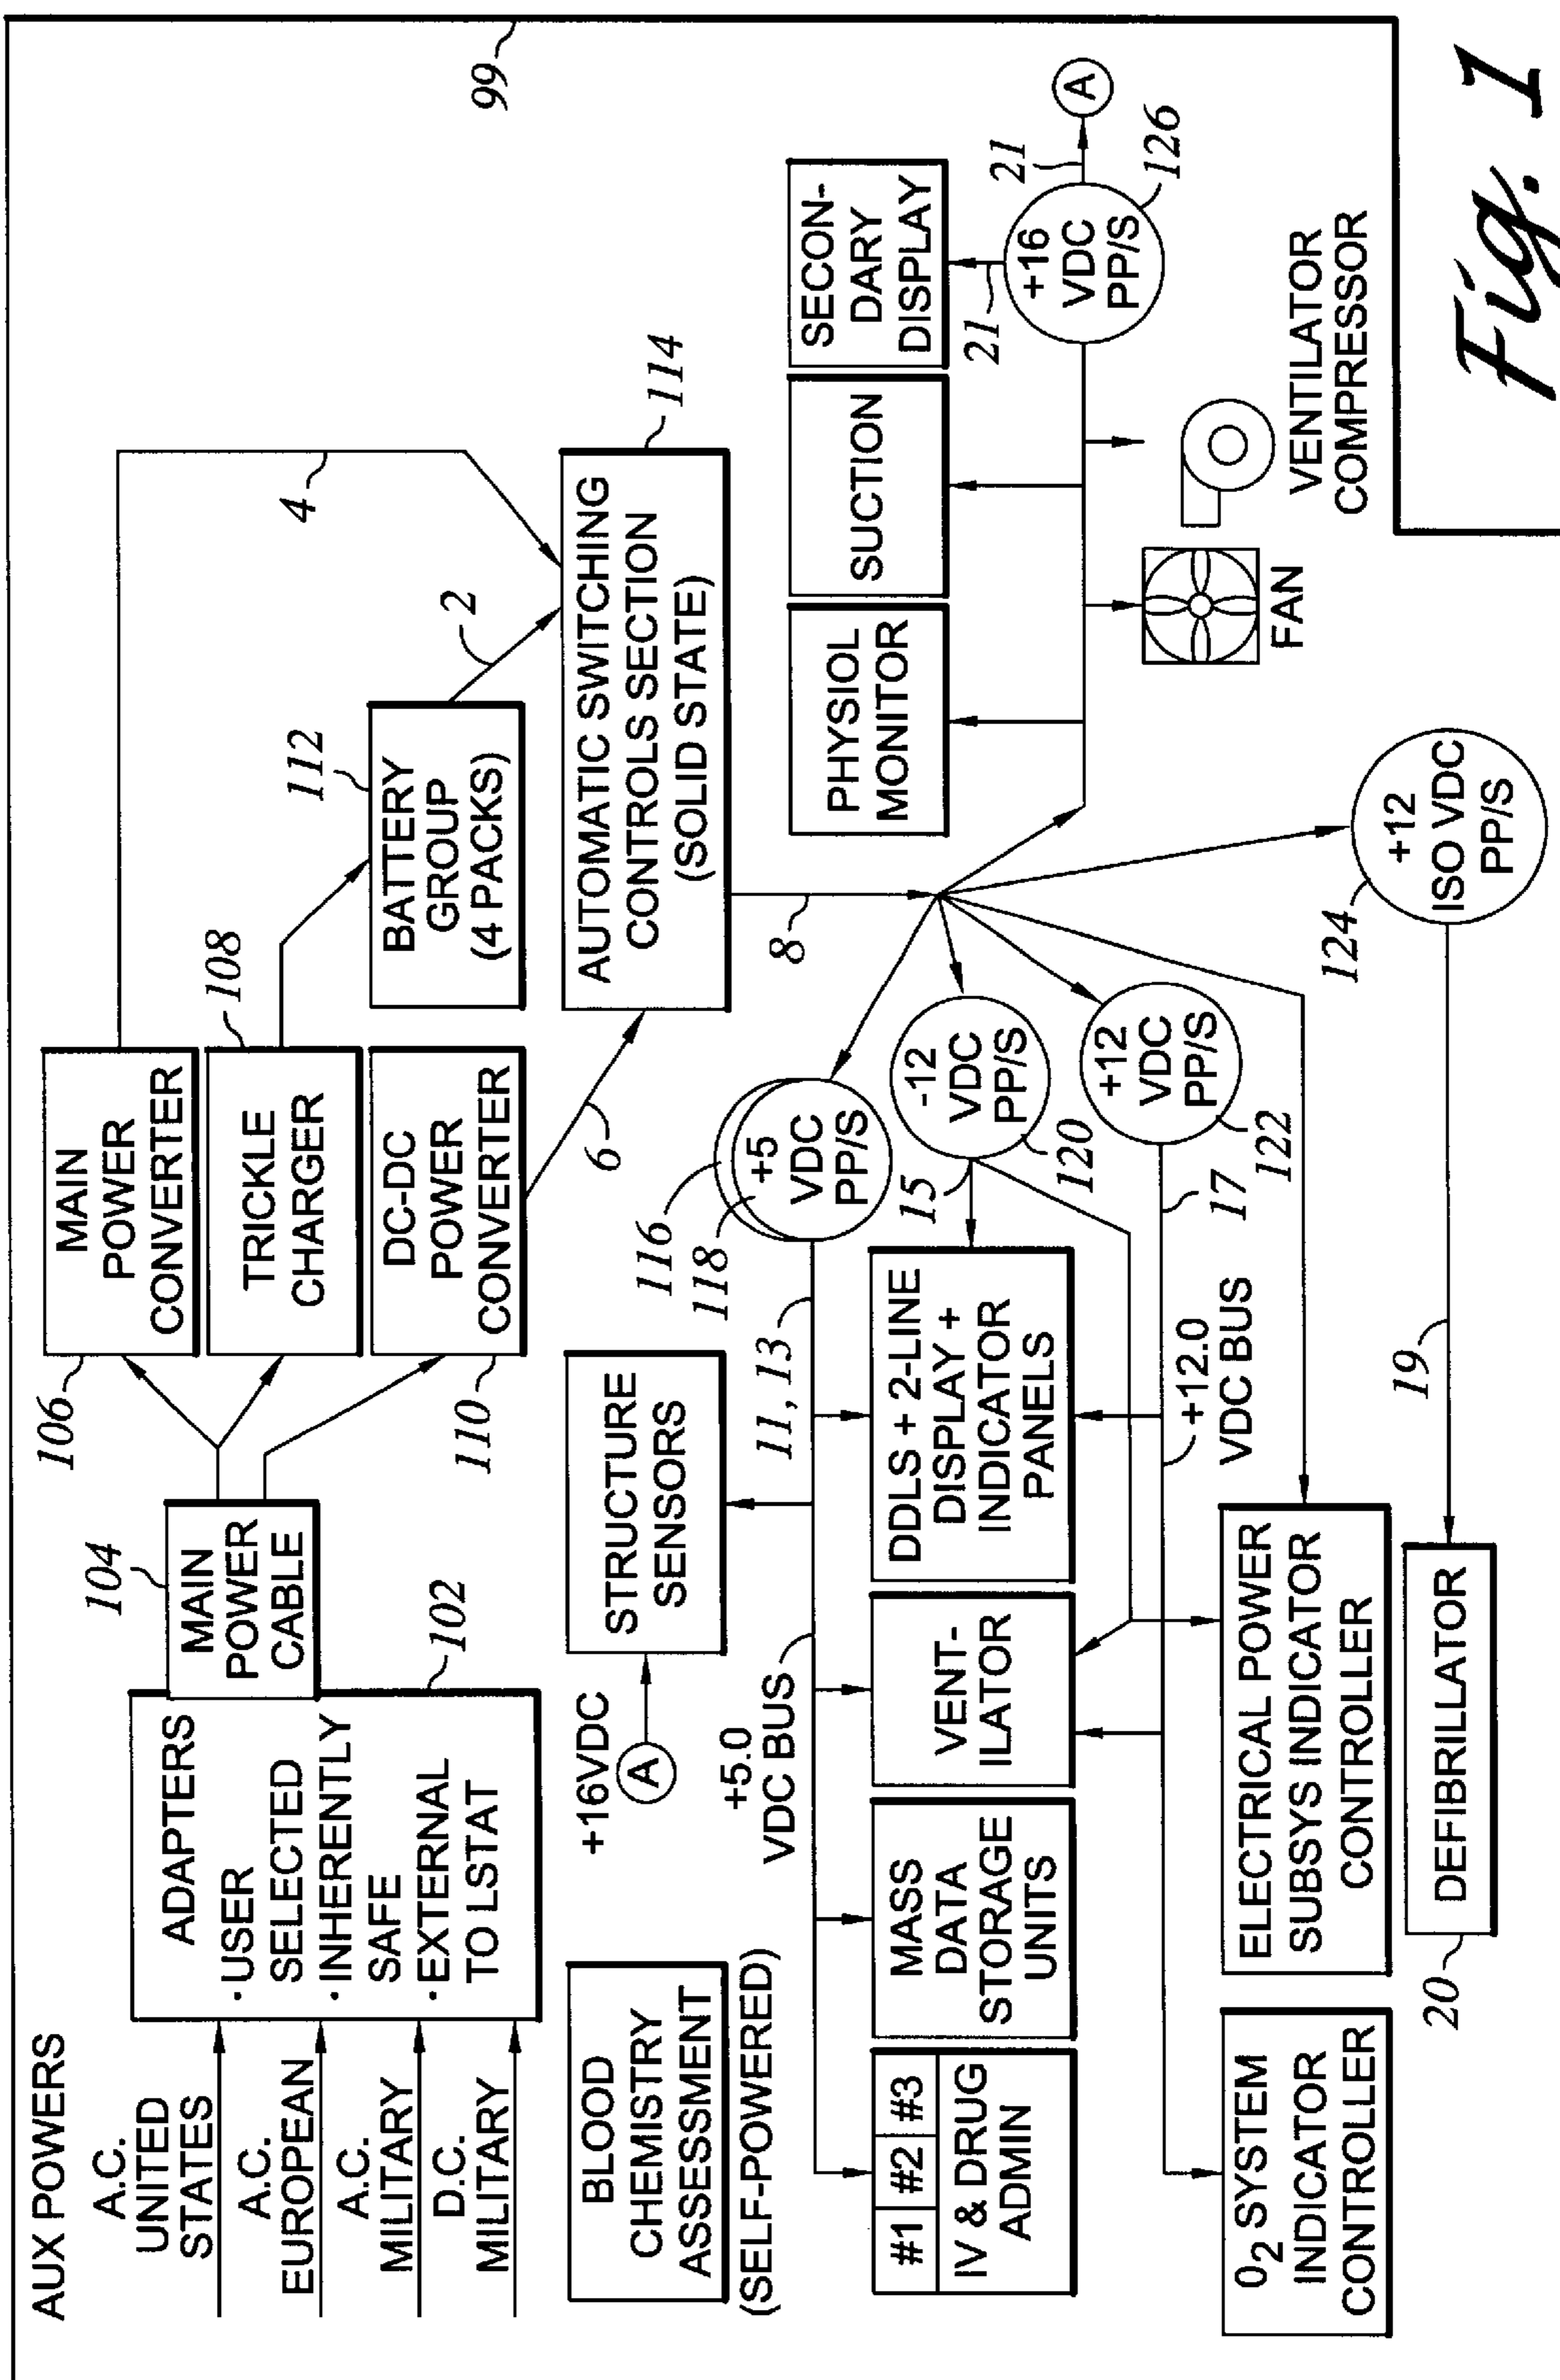 AUX POWERS
A.C.
UNITED
STATES
A.C.
EUROPEAN
A.C.
MILITARY
D.C.
MILITARY
ADAPTERS
· USER
SELECTED
· INHERENTLY
SAFE
· EXTERNAL
TO LSTAT
102
104
MAIN
POWER
CABLE
106
MAIN
POWER
CONVERTER
108
TRICKLE
CHARGER
110
DC-DC
POWER
CONVERTER
112
BATTERY
GROUP
(4 PACKS)
4
2
6
99
114
AUTOMATIC SWITCHING
CONTROLS SECTION
(SOLID STATE)
8
BLOOD
CHEMISTRY
ASSESSMENT
(SELF-POWERED)
+16VDC
A
STRUCTURE
SENSORS
116
118
+5
VDC
PP/S
11, 13
+5.0
VDC BUS
-12
VDC
PP/S
120
15
+12
VDC
PP/S
122
17
+12.0
VDC BUS
#1 #2 #3
IV & DRUG
ADMIN
MASS
DATA
STORAGE
UNITS
VENT-
ILATOR
DDLS + 2-LINE
DISPLAY +
INDICATOR
PANELS
PHYSIOL
MONITOR
SUCTION
SECON-
DARY
DISPLAY
21
+16
VDC
PP/S
126
21
A
FAN
VENTILATOR
COMPRESSOR
124
+12
ISO VDC
PP/S
19
O2 SYSTEM
INDICATOR
CONTROLLER
ELECTRICAL POWER
SUBSYS INDICATOR
CONTROLLER
20
DEFIBRILLATOR
Fig. 1